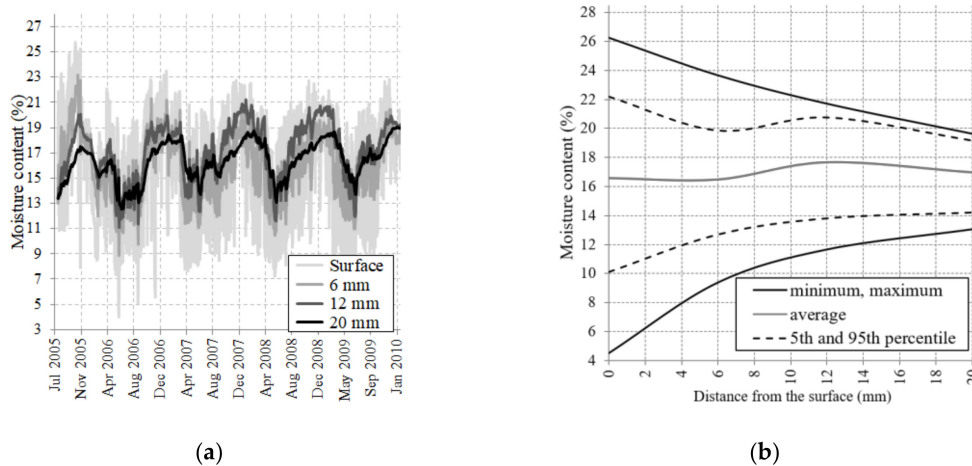 27
25
23
21
19
17
15
13
11
9
7
5
3
Moisture content (%)
Surface
6 mm
12 mm
20 mm
Jul 2005
Nov 2005
Apr 2006
Aug 2006
Dec 2006
Apr 2007
Aug 2007
Dec 2007
Apr 2008
Aug 2008
Dec 2008
May 2009
Sep 2009
Jan 2010
(a)
28
26
24
22
20
18
16
14
12
10
8
6
4
Moisture content (%)
minimum, maximum
average
5th and 95th percentile
0
2
4
6
8
10
12
14
16
18
20
Distance from the surface (mm)
(b)